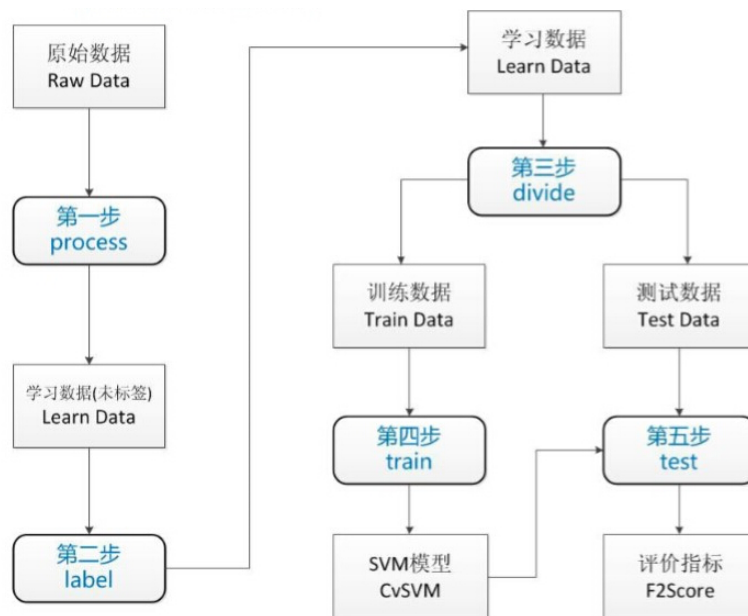 原始数据
Raw Data
第一步
process
学习数据(未标签)
Learn Data
第二步
label
学习数据
Learn Data
第三步
divide
训练数据
Train Data
测试数据
Test Data
第四步
train
第五步
test
SVM模型
CvSVM
评价指标
F2Score